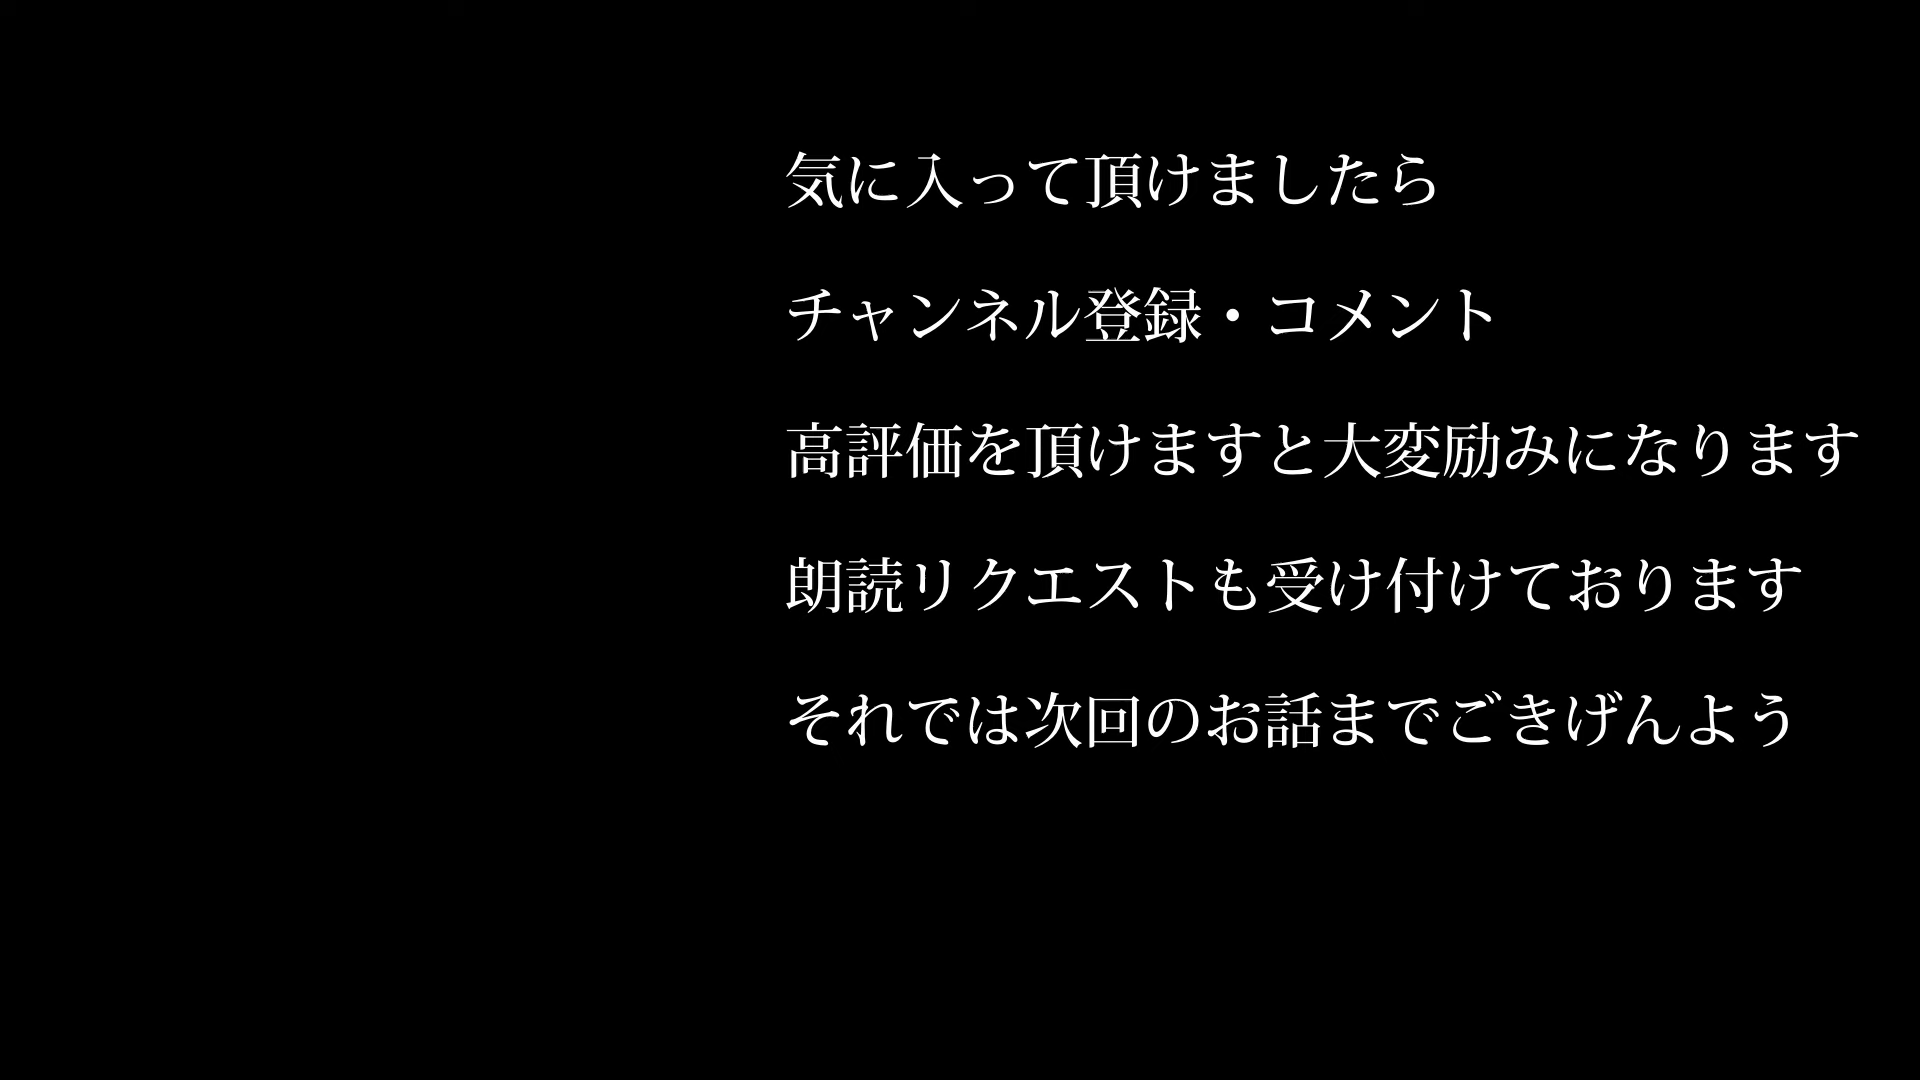 気に入って頂けましたら
チャンネル登録・コメント
高評価を頂けますと大変励みになります
朗読リクエストも受け付けております
それでは次回のお話までごきげんよう